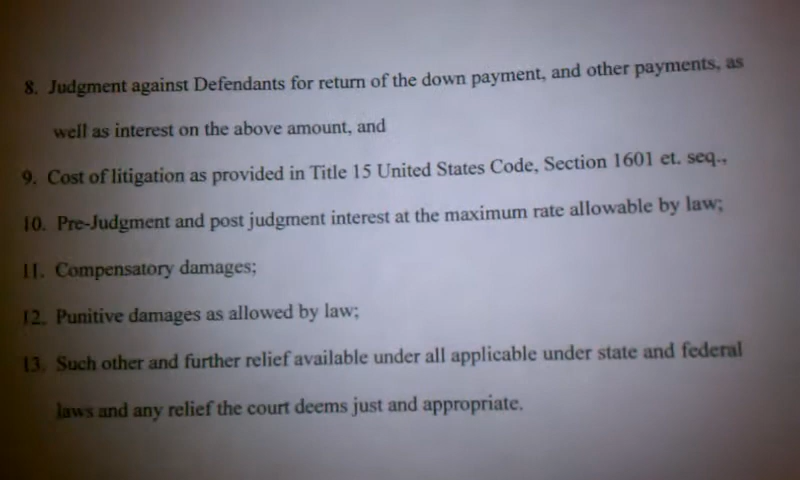 8. Judgment against Defendants for return of the down payment, and other payments, as
well as interest on the above amount, and
9. Cost of litigation as provided in Title 15 United States Code, Section 1601 et. seq.,
10. Pre-Judgment and post judgment interest at the maximum rate allowable by law;
11. Compensatory damages;
12. Punitive damages as allowed by law;
13. Such other and further relief available under all applicable under state and federal
laws and any relief the court deems just and appropriate.